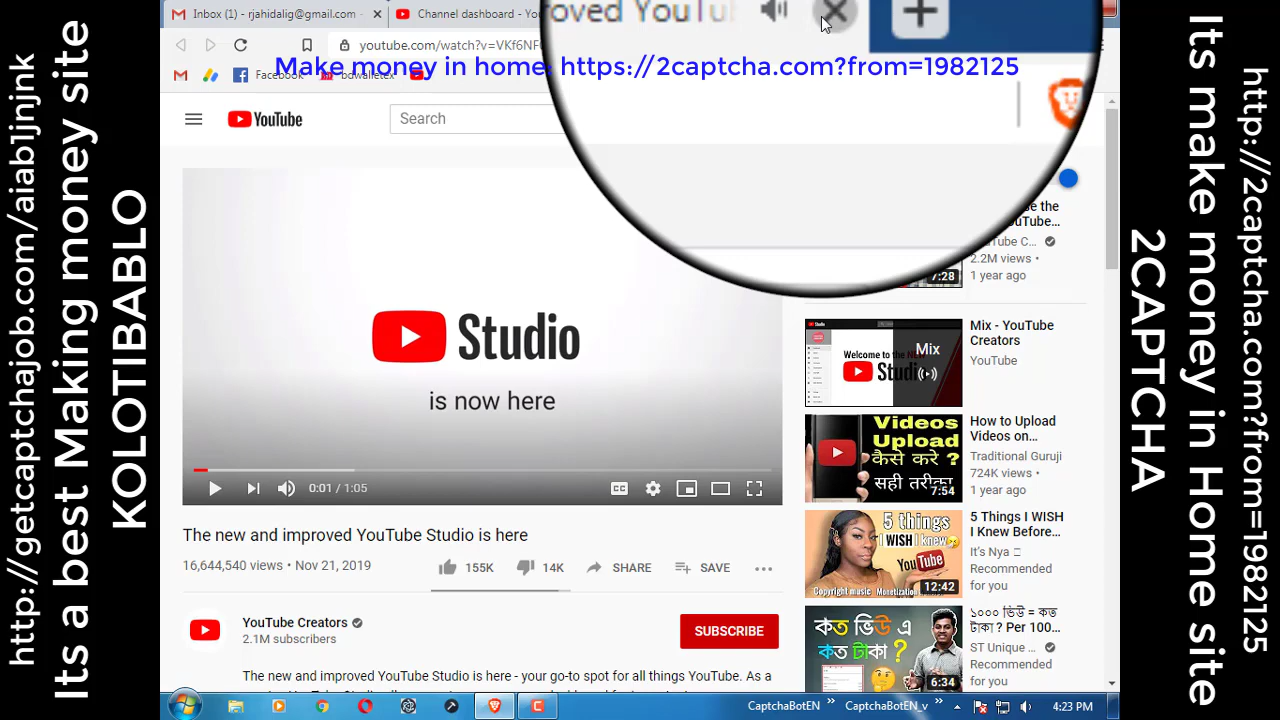 Inbox (1) - rjahidalig@gmail.com
Channel dashboard - Yo
proved YouTu
youtube.com/watch?v=VKf6NF
Make money in home: https://2captcha.com?from=1982125
Facebook
YouTube
Search
Studio
is now here
0:01 / 1:05
CC
The new and improved YouTube Studio is here
16,644,540 views • Nov 21, 2019
155K
14K
SHARE
SAVE
YouTube Creators
2.1M subscribers
SUBSCRIBE
The new and improved YouTube Studio is here - your go-to spot for all things YouTube. As a
2.2M views •
1 year ago
7:28
Welcome to the
Studio
Mix
Mix - YouTube
Creators
YouTube
Videos
Upload
कैसे करे ?
सही तरीका
7:54
How to Upload
Videos on...
Traditional Guruji
724K views •
1 year ago
5 things
I WISH
I knew
YouTube
Copyright music
12:42
5 Things I WISH
I Knew Before...
It's Nya
Recommended
for you
কত ভিউ এ
কত টাকা ?
6:34
১০০০ ভিউ = কত
টাকা ? Per 100...
ST Unique ...
Recommended
for you
CaptchaBotEN
CaptchaBotEN_v
4:23 PM
http://getcaptchajob.com/aiab1jnjnk
Its a best Making money site
KOLOTIBABLO
Its make money in Home site
2CAPTCHA
http://2captcha.com?from=1982125